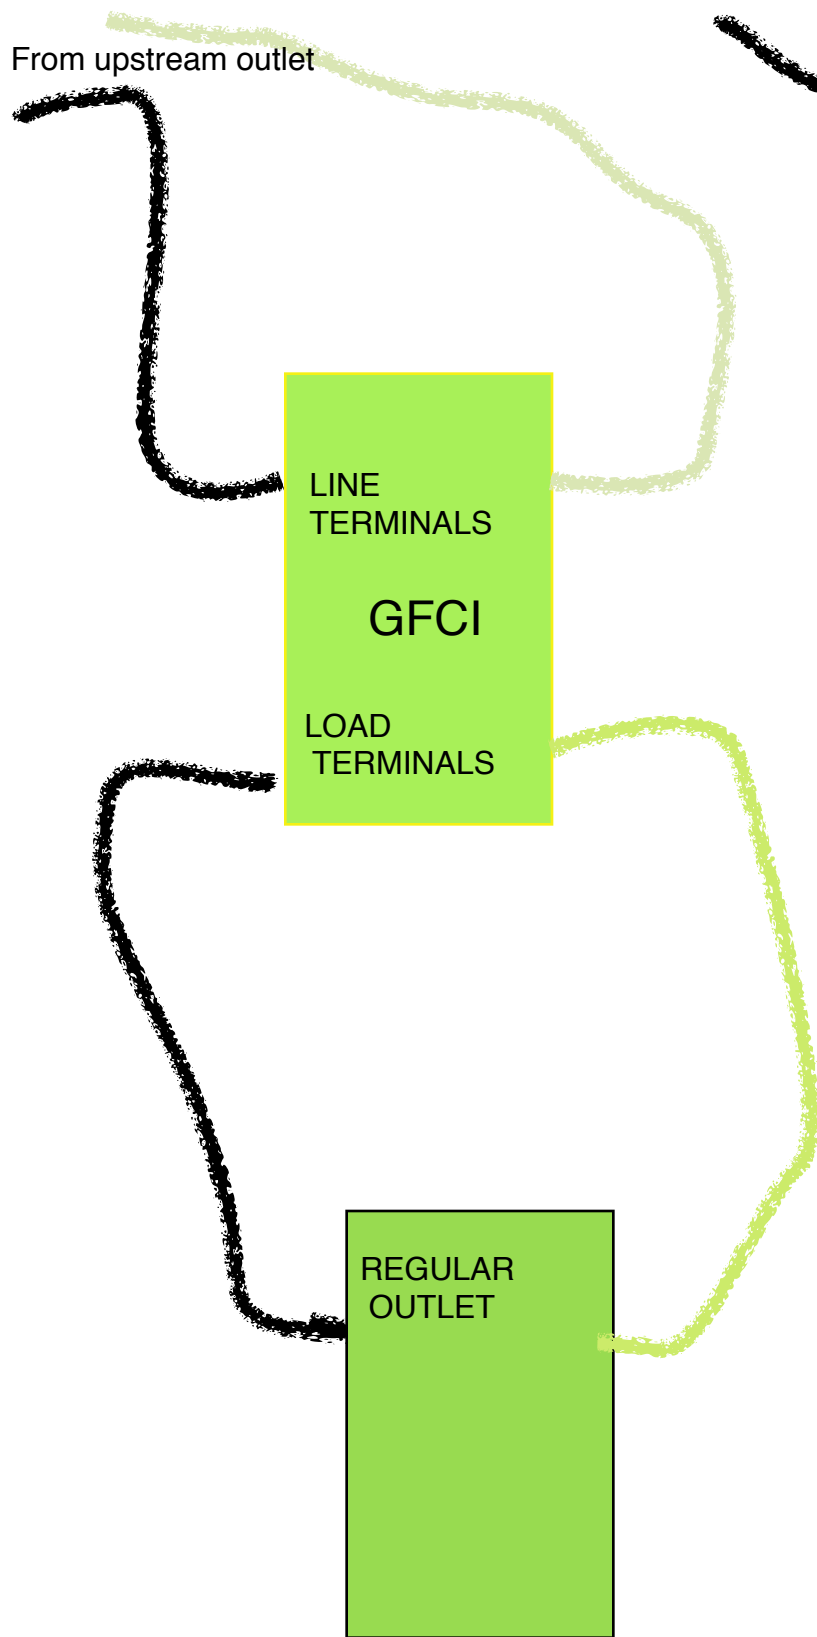 From upstream outlet
LINE
TERMINALS
GFCI
LOAD
TERMINALS
REGULAR
OUTLET